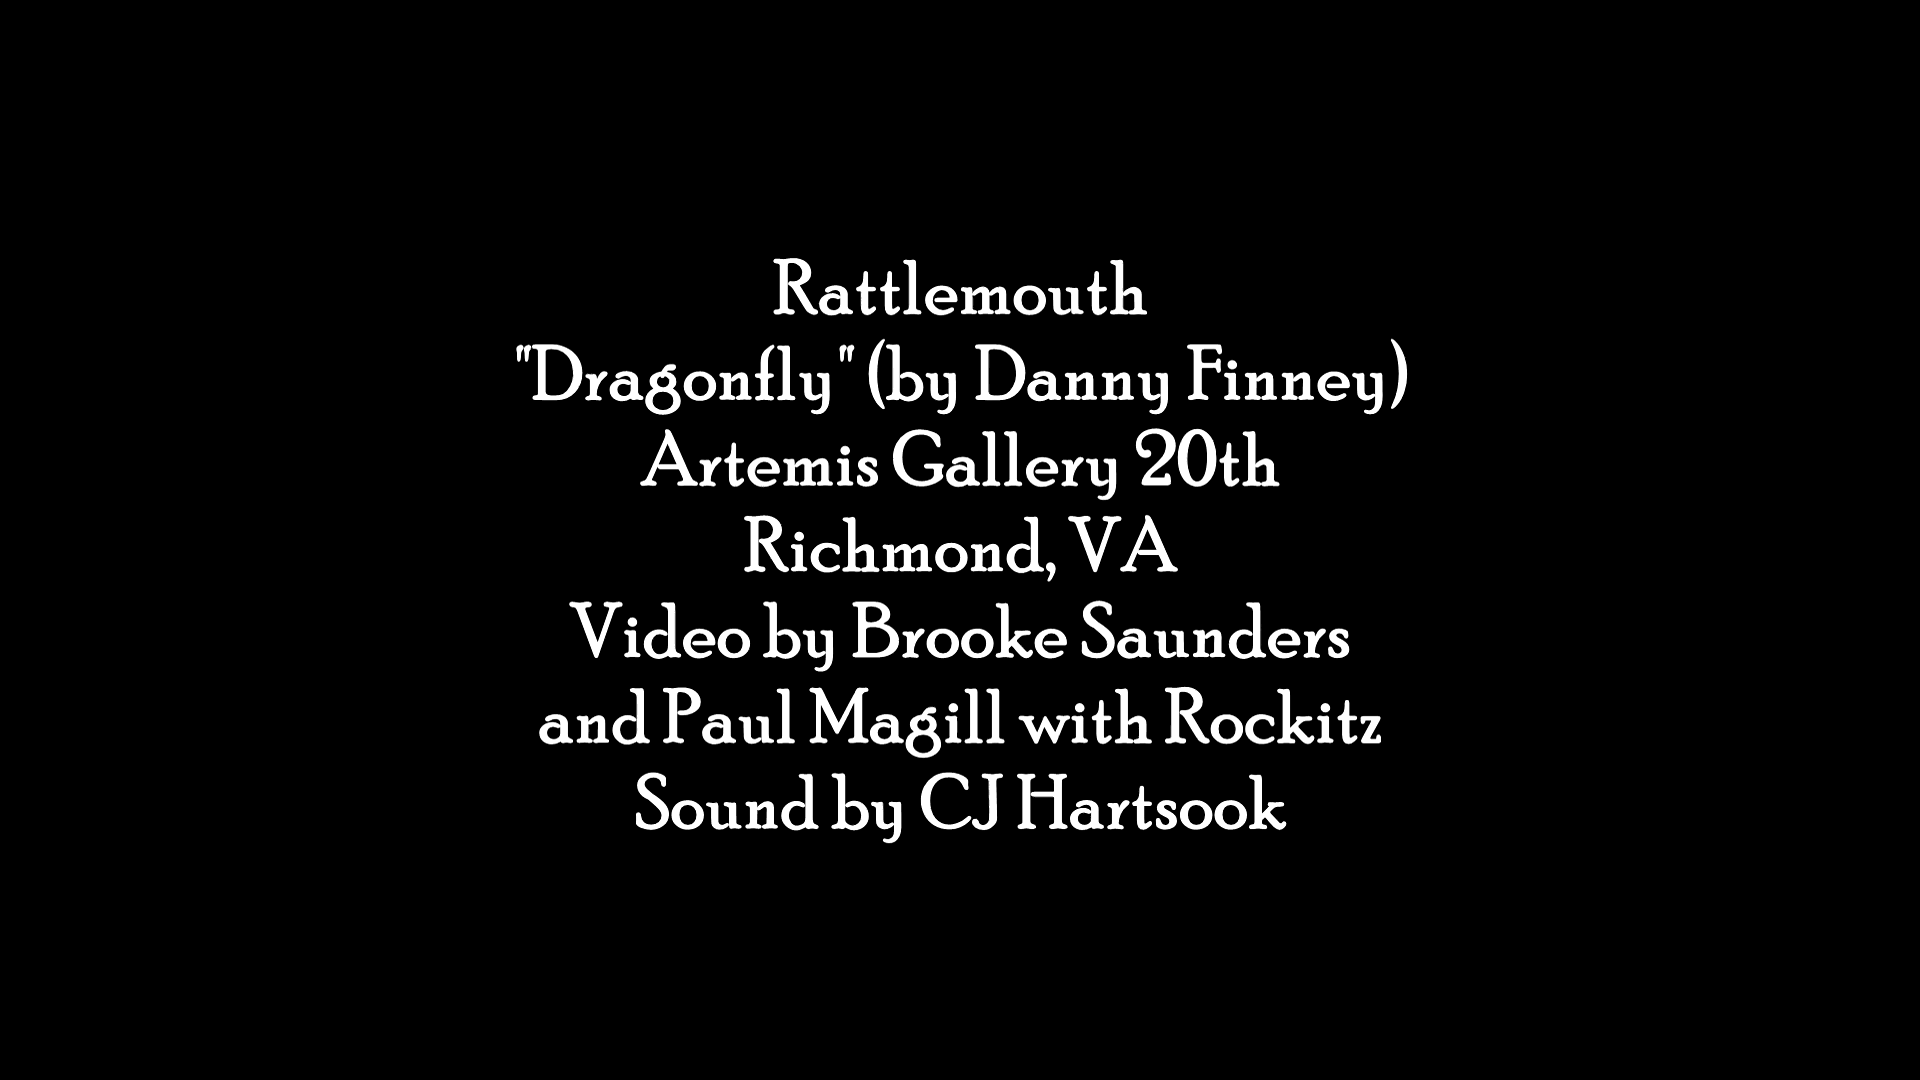 Rattlemouth
"Dragonfly" (by Danny Finney)
Artemis Gallery 20th
Richmond, VA
Video by Brooke Saunders
and Paul Magill with Rockitz
Sound by CJ Hartsook